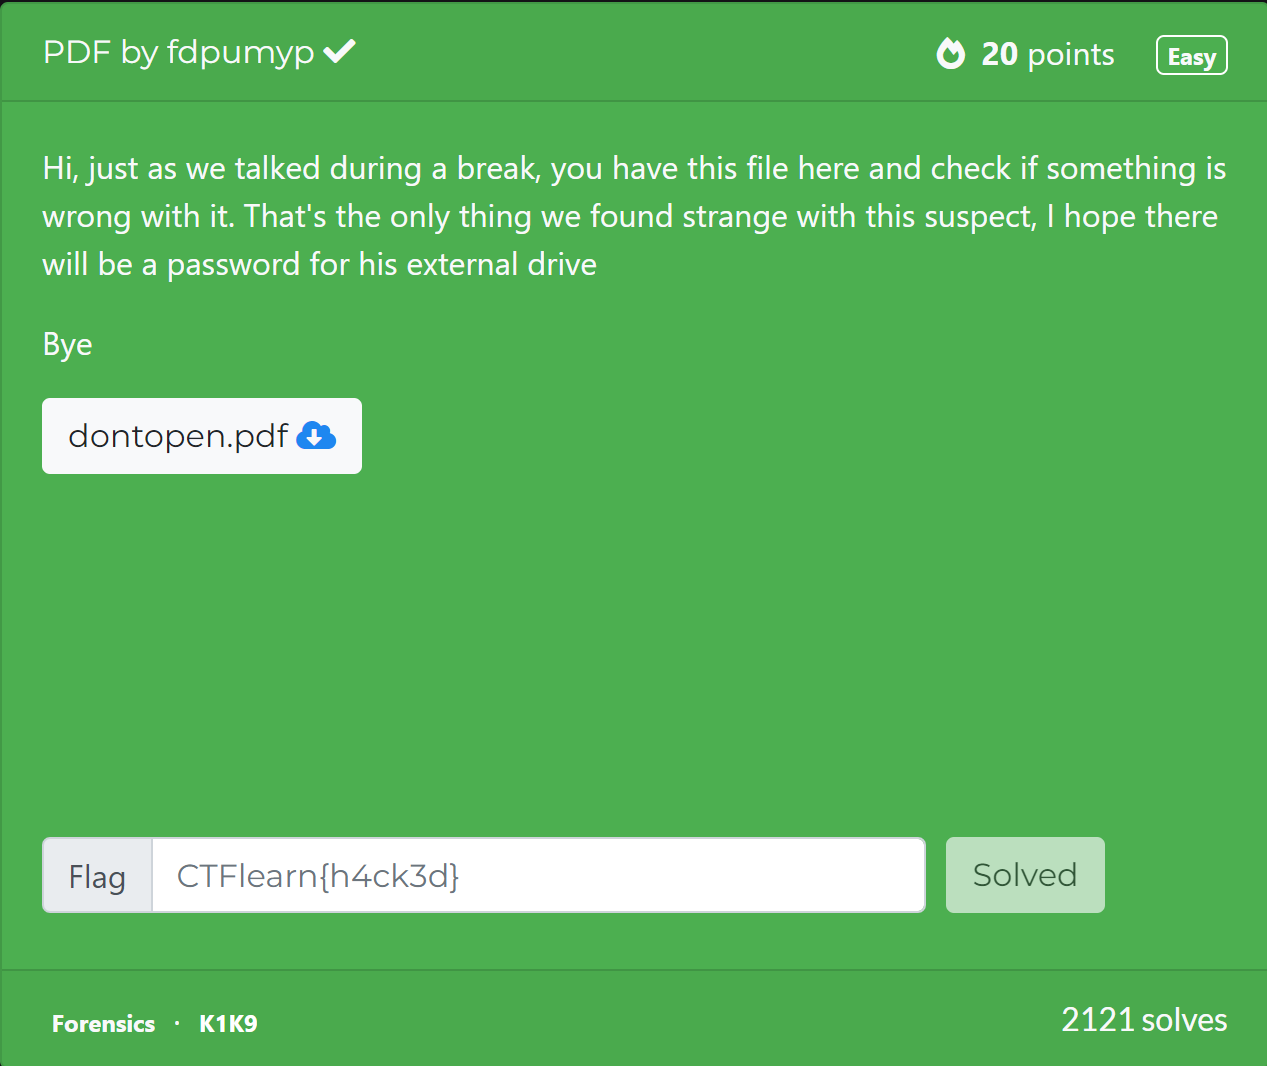 PDF by fdpumyp
20 points
Easy
Hi, just as we talked during a break, you have this file here and check if something is
wrong with it. That's the only thing we found strange with this suspect, I hope there
will be a password for his external drive
Bye
dontopen.pdf
Flag
CTFlearn{h4ck3d}
Solved
Forensics · K1K9
2121 solves